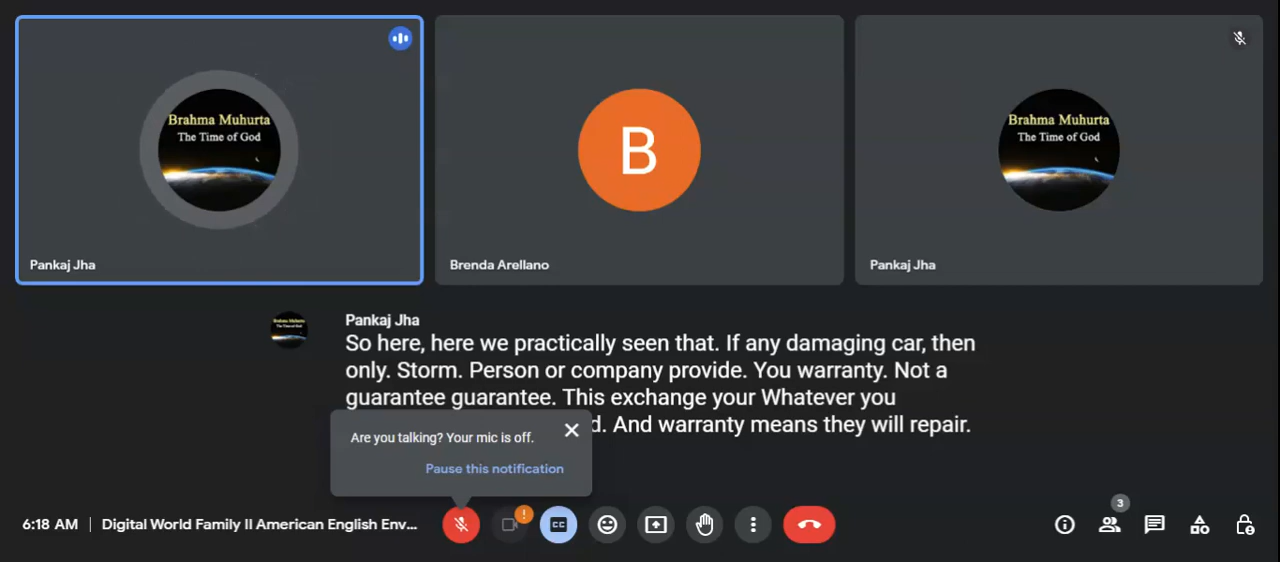 Brahma Muhurta
The Time of God
Pankaj Jha
B
Brenda Arellano
Brahma Muhurta
The Time of God
Pankaj Jha
Pankaj Jha
So here, here we practically seen that. If any damaging car, then
only. Storm. Person or company provide. You warranty. Not a
guarantee guarantee. This exchange your Whatever you
d. And warranty means they will repair.
Are you talking? Your mic is off.
Pause this notification
6:18 AM | Digital World Family II American English Env...
CC
3